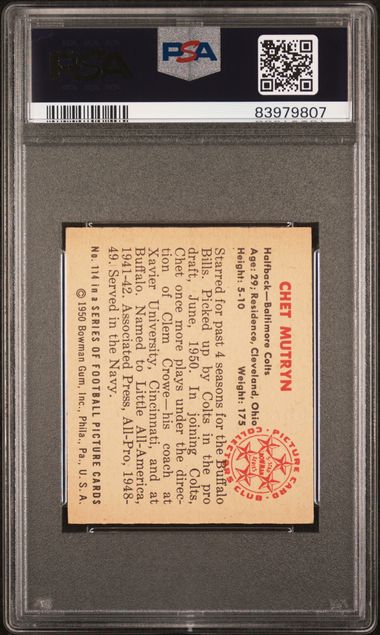 PSA
PSA
83979807
CHET MUTRYN
Halfback—Baltimore Colts
Age: 29; Residence, Cleveland, Ohio
Height: 5-10 Weight: 175
PICTURE CARD
COLLECTORS CLUB
Starred for past 4 seasons for the Buffalo
Bills. Picked up by Colts in the pro
draft, June, 1950. In joining Colts,
Chet once more plays under the direc-
tion of Clem Crowe—his coach at
Xavier University, Cincinnati, and at
Buffalo. Named to Little All-America,
1941-42. Associated Press, All-Pro, 1948-
49. Served in the Navy.
No. 114 in a SERIES OF FOOTBALL PICTURE CARDS
© 1950 Bowman Gum, Inc., Phila., Pa., U. S. A.